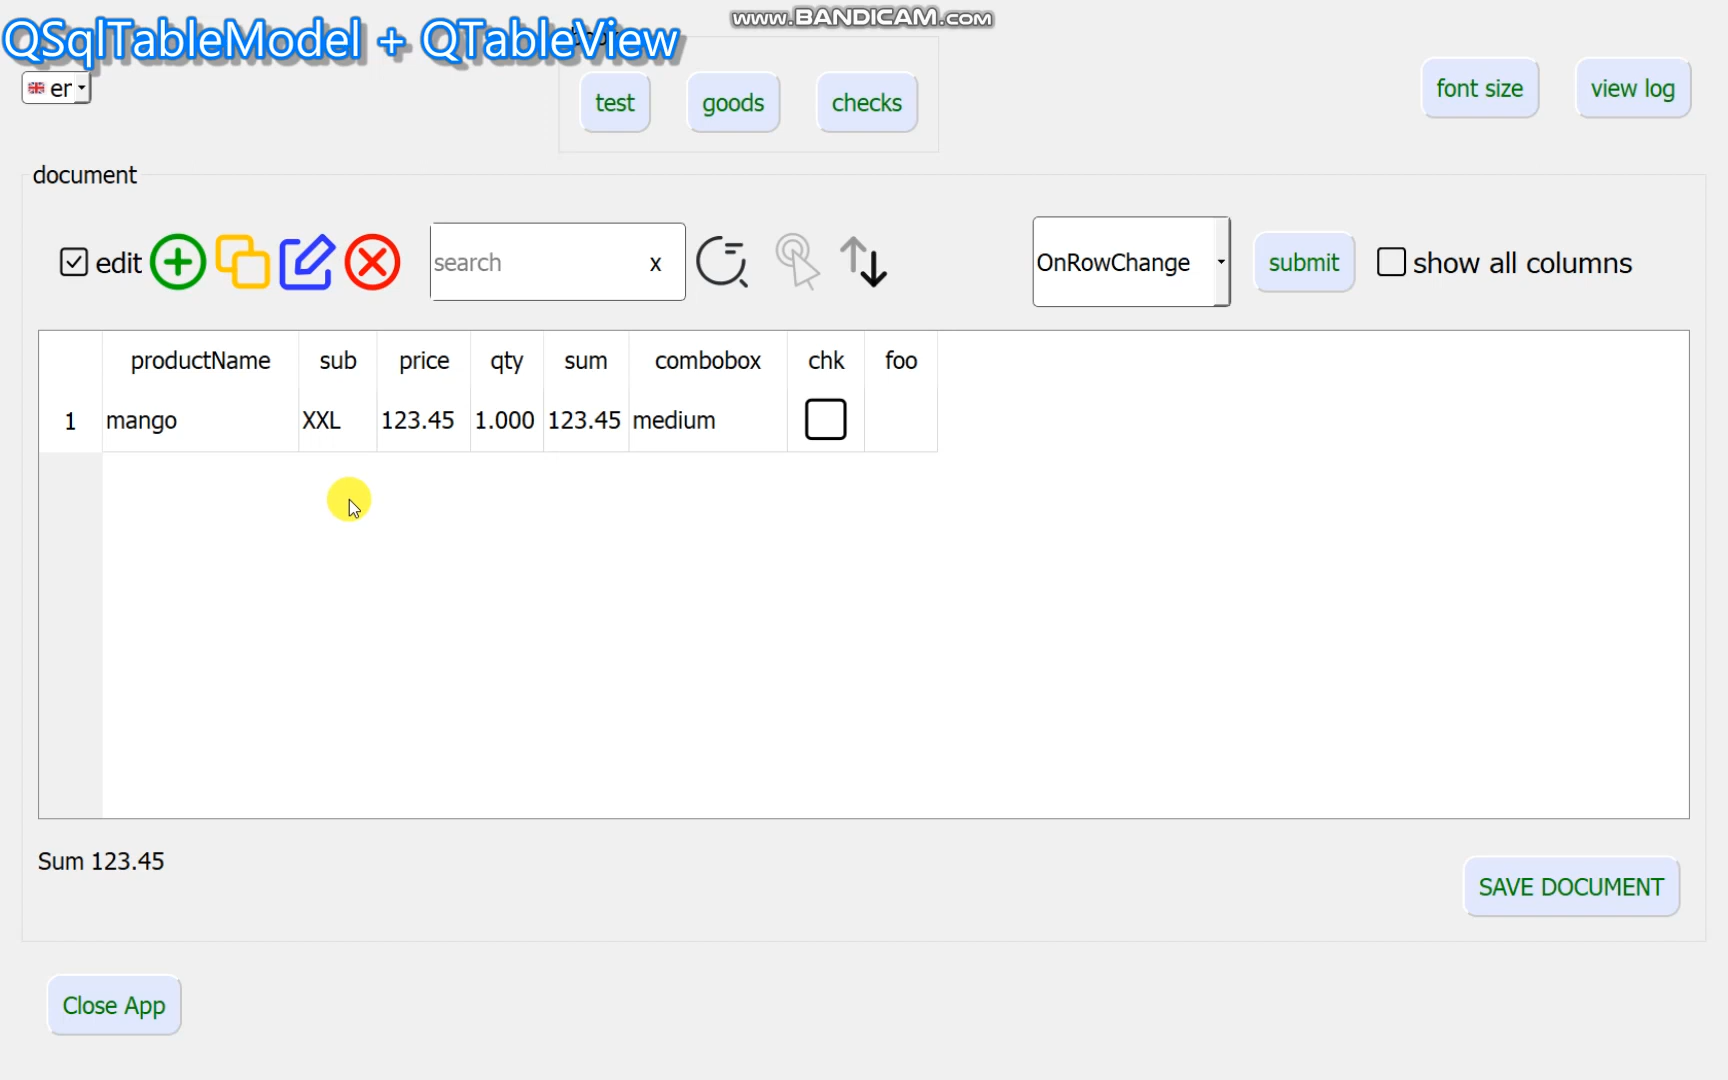 www.BANDICAM.com
QSqlTableModel + QTableView
er
test goods checks
font size view log
document
edit search x OnRowChange submit show all columns
productName sub price qty sum combobox chk foo
1 mango XXL 123.45 1.000 123.45 medium
Sum 123.45
SAVE DOCUMENT
Close App